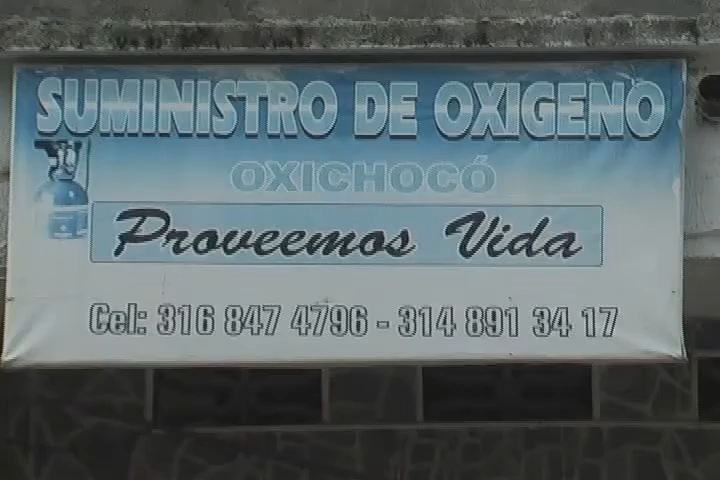 SUMINISTRO DE OXIGENO
OXICHOCÓ
Proveemos Vida
Cel: 316 847 4796 - 314 891 34 17